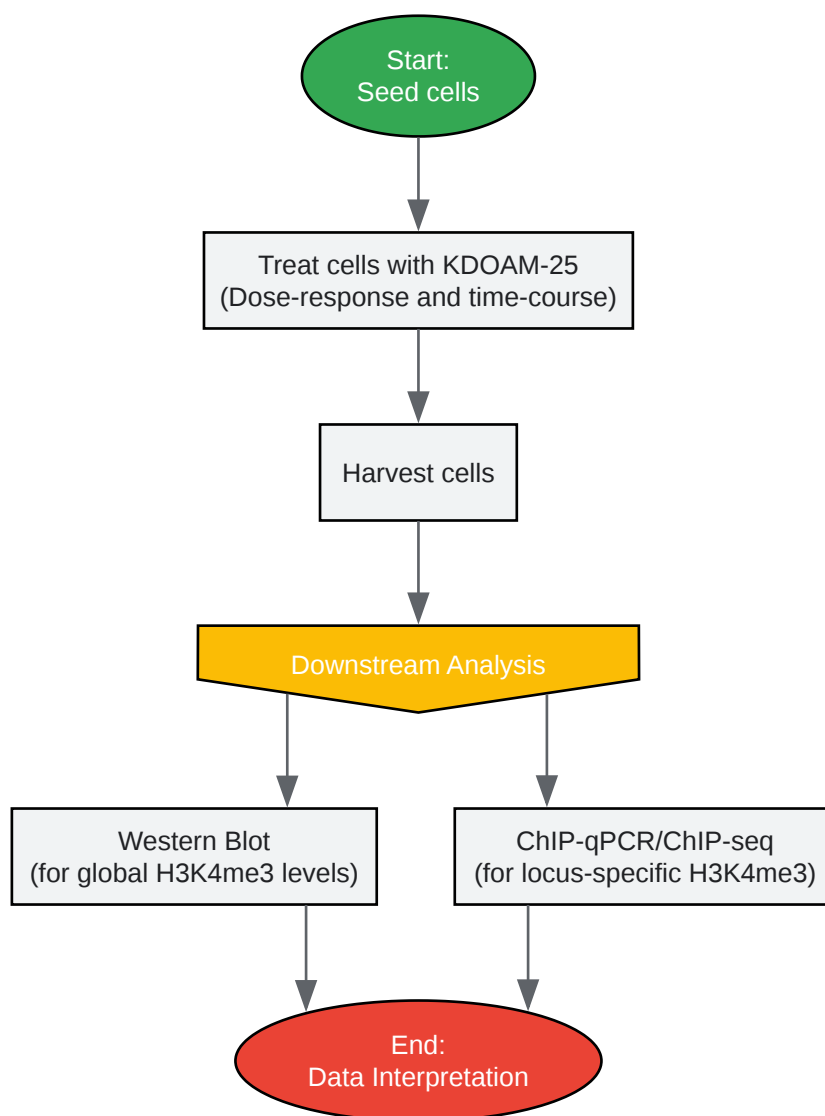 Start:
Seed cells
Treat cells with KDOAM-25
(Dose-response and time-course)
Harvest cells
Downstream Analysis
Western Blot
(for global H3K4me3 levels)
ChIP-qPCR/ChIP-seq
(for locus-specific H3K4me3)
End:
Data Interpretation